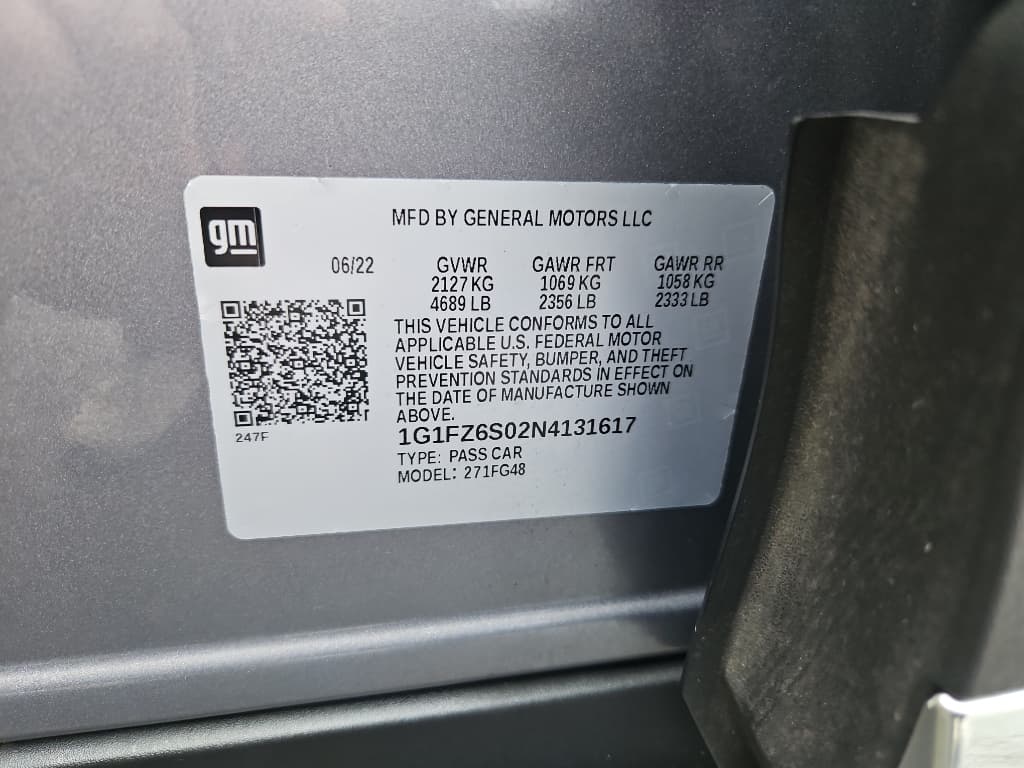 gm
MFD BY GENERAL MOTORS LLC
06/22 GVWR GAWR FRT GAWR RR
2127 KG 1069 KG 1058 KG
4689 LB 2356 LB 2333 LB
THIS VEHICLE CONFORMS TO ALL
APPLICABLE U.S. FEDERAL MOTOR
VEHICLE SAFETY, BUMPER, AND THEFT
PREVENTION STANDARDS IN EFFECT ON
THE DATE OF MANUFACTURE SHOWN
ABOVE.
247F
1G1FZ6S02N4131617
TYPE: PASS CAR
MODEL: 271FG48